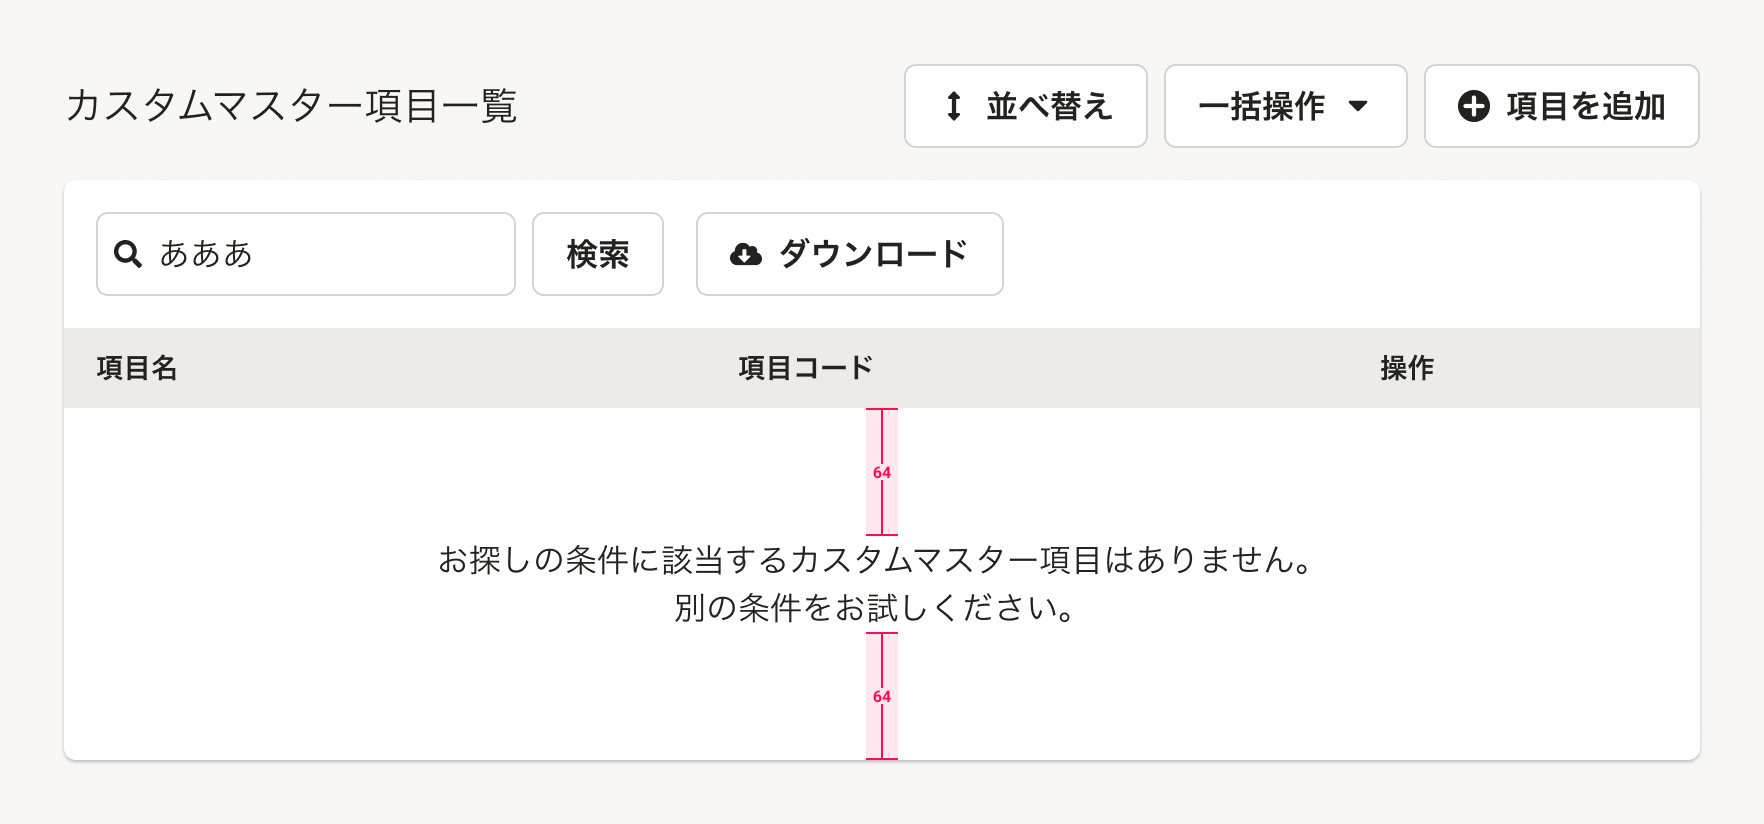 カスタムマスター項目一覧
並べ替え
一括操作
項目を追加
あああ
検索
ダウンロード
項目名
項目コード
操作
64
お探しの条件に該当するカスタムマスター項目はありません。
別の条件をお試しください。
64